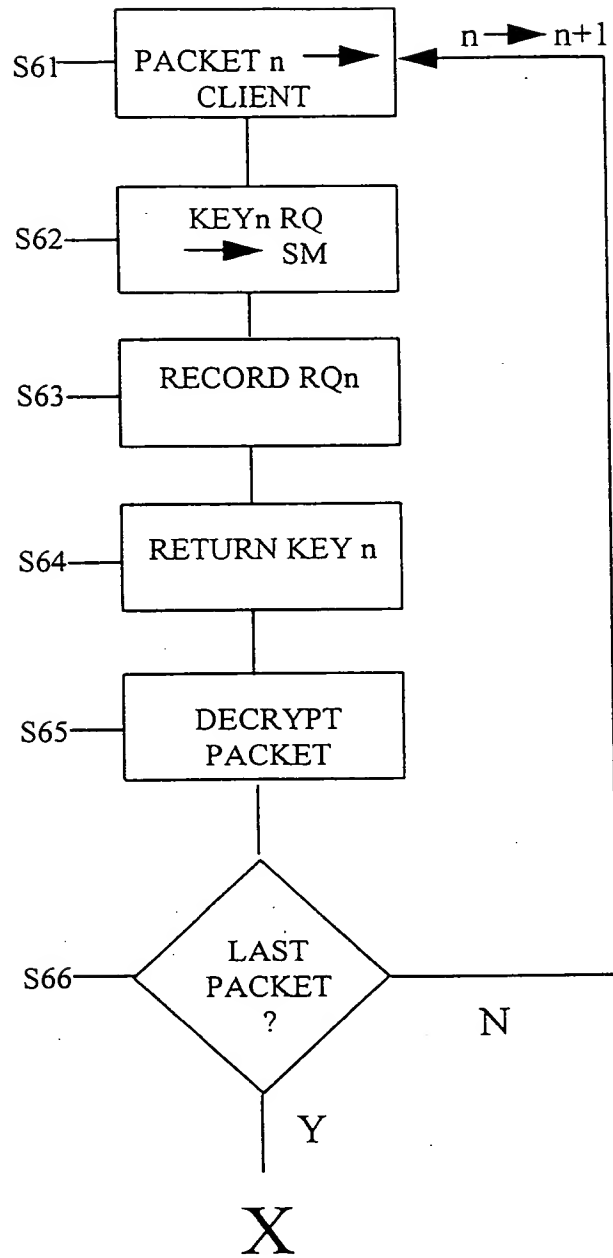 n → n+1
S61 PACKET n →
CLIENT
S62 KEYn RQ
→ SM
S63 RECORD RQn
S64 RETURN KEY n
S65 DECRYPT
PACKET
S66 LAST
PACKET
?
N
Y
X